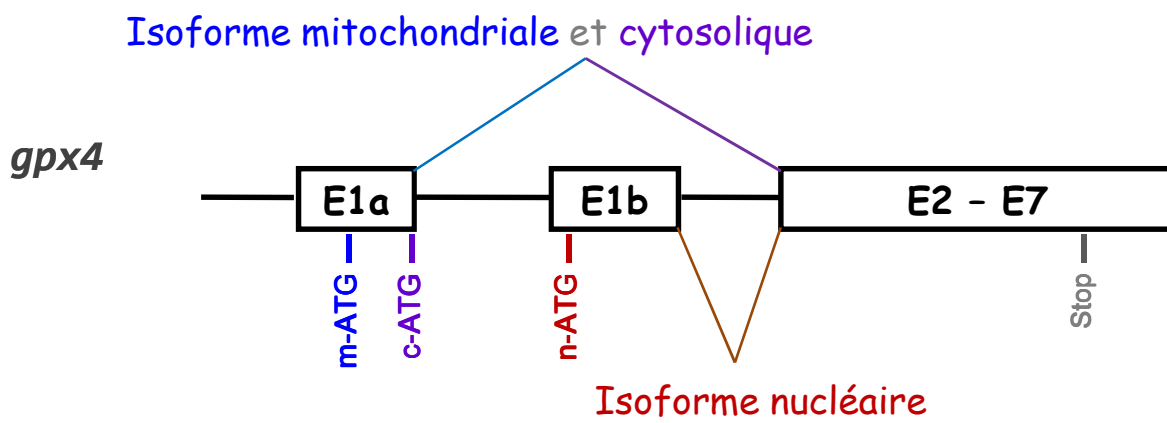 Isoforme mitochondriale et cytosolique
gpx4
E1a
E1b
E2 – E7
m-ATG
c-ATG
n-ATG
Stop
Isoforme nucléaire